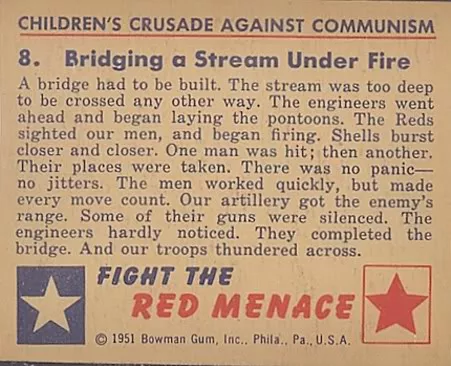 CHILDREN'S CRUSADE AGAINST COMMUNISM
8. Bridging a Stream Under Fire
A bridge had to be built. The stream was too deep
to be crossed any other way. The engineers went
ahead and began laying the pontoons. The Reds
sighted our men, and began firing. Shells burst
closer and closer. One man was hit; then another.
Their places were taken. There was no panic—
no jitters. The men worked quickly, but made
every move count. Our artillery got the enemy's
range. Some of their guns were silenced. The
engineers hardly noticed. They completed the
bridge. And our troops thundered across.
FIGHT THE
RED MENACE
© 1951 Bowman Gum, Inc., Phila., Pa., U.S.A.